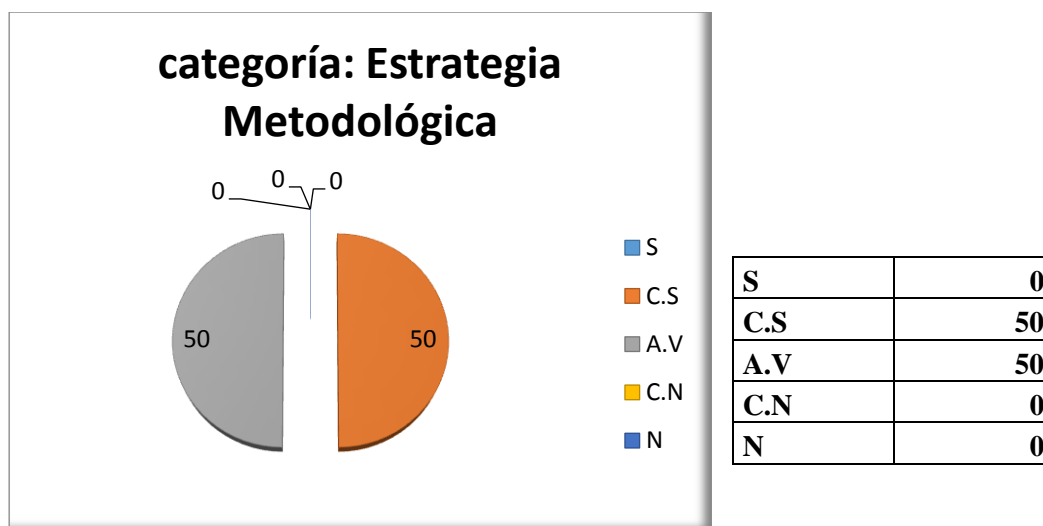 categoría: Estrategia
Metodológica
0 0 0
50 50
S
C.S
A.V
C.N
N
S 0
C.S 50
A.V 50
C.N 0
N 0